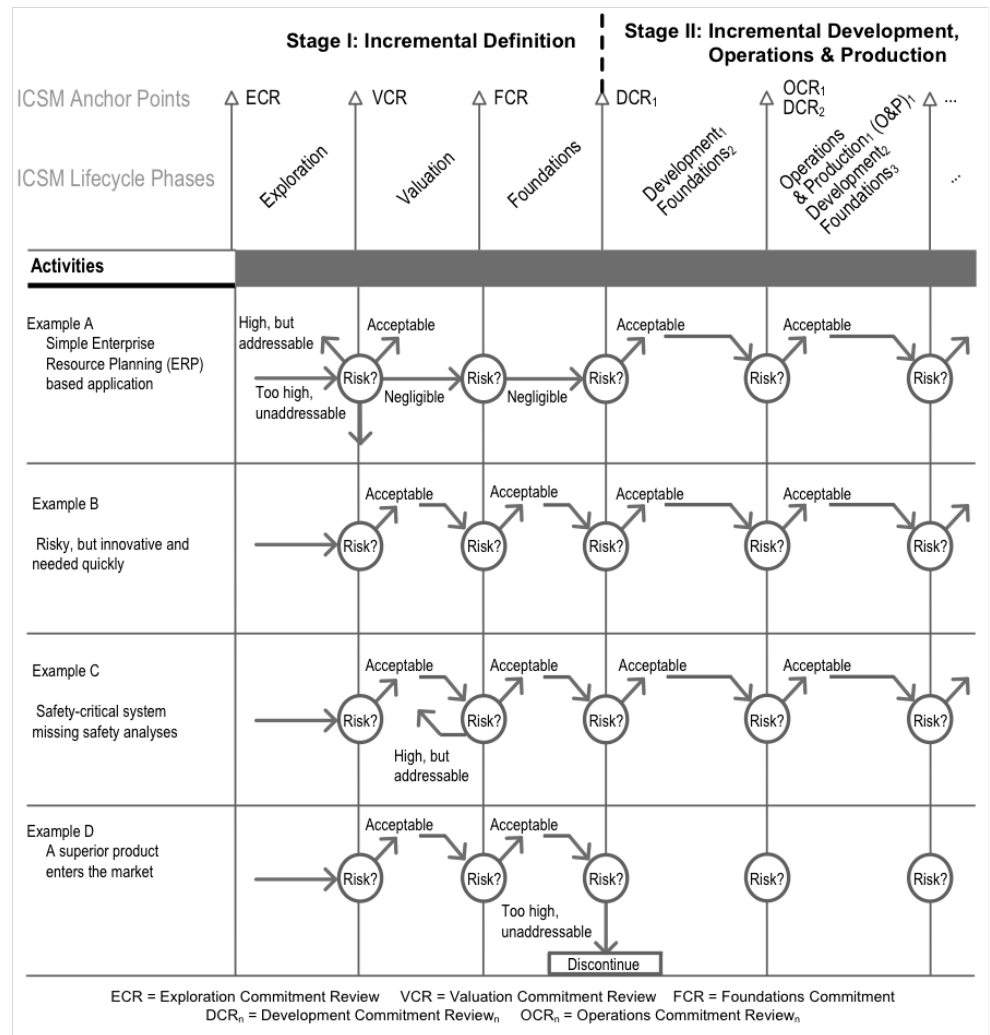 Stage I: Incremental Definition
Stage II: Incremental Development,
Operations & Production
ICSM Anchor Points
ECR
VCR
FCR
DCR₁
OCR₁
DCR₂
...
ICSM Lifecycle Phases
Exploration
Valuation
Foundations
Development₁
Foundations₂
Operations
& Production₁ (O&P)₁
Development₂
Foundations₃
...
Activities
Example A
Simple Enterprise
Resource Planning (ERP)
based application
High, but
addressable
Too high,
unaddressable
Risk?
Acceptable
Negligible
Risk?
Negligible
Risk?
Acceptable
Risk?
Acceptable
Risk?
Example B
Risky, but innovative and
needed quickly
Risk?
Acceptable
Risk?
Acceptable
Risk?
Acceptable
Risk?
Acceptable
Risk?
Example C
Safety-critical system
missing safety analyses
Risk?
Acceptable
High, but
addressable
Risk?
Acceptable
Risk?
Acceptable
Risk?
Acceptable
Risk?
Example D
A superior product
enters the market
Risk?
Acceptable
Risk?
Acceptable
Too high,
unaddressable
Risk?
Discontinue
Risk?
Risk?
ECR = Exploration Commitment Review VCR = Valuation Commitment Review FCR = Foundations Commitment
DCRₙ = Development Commitment Reviewₙ OCRₙ = Operations Commitment Reviewₙ